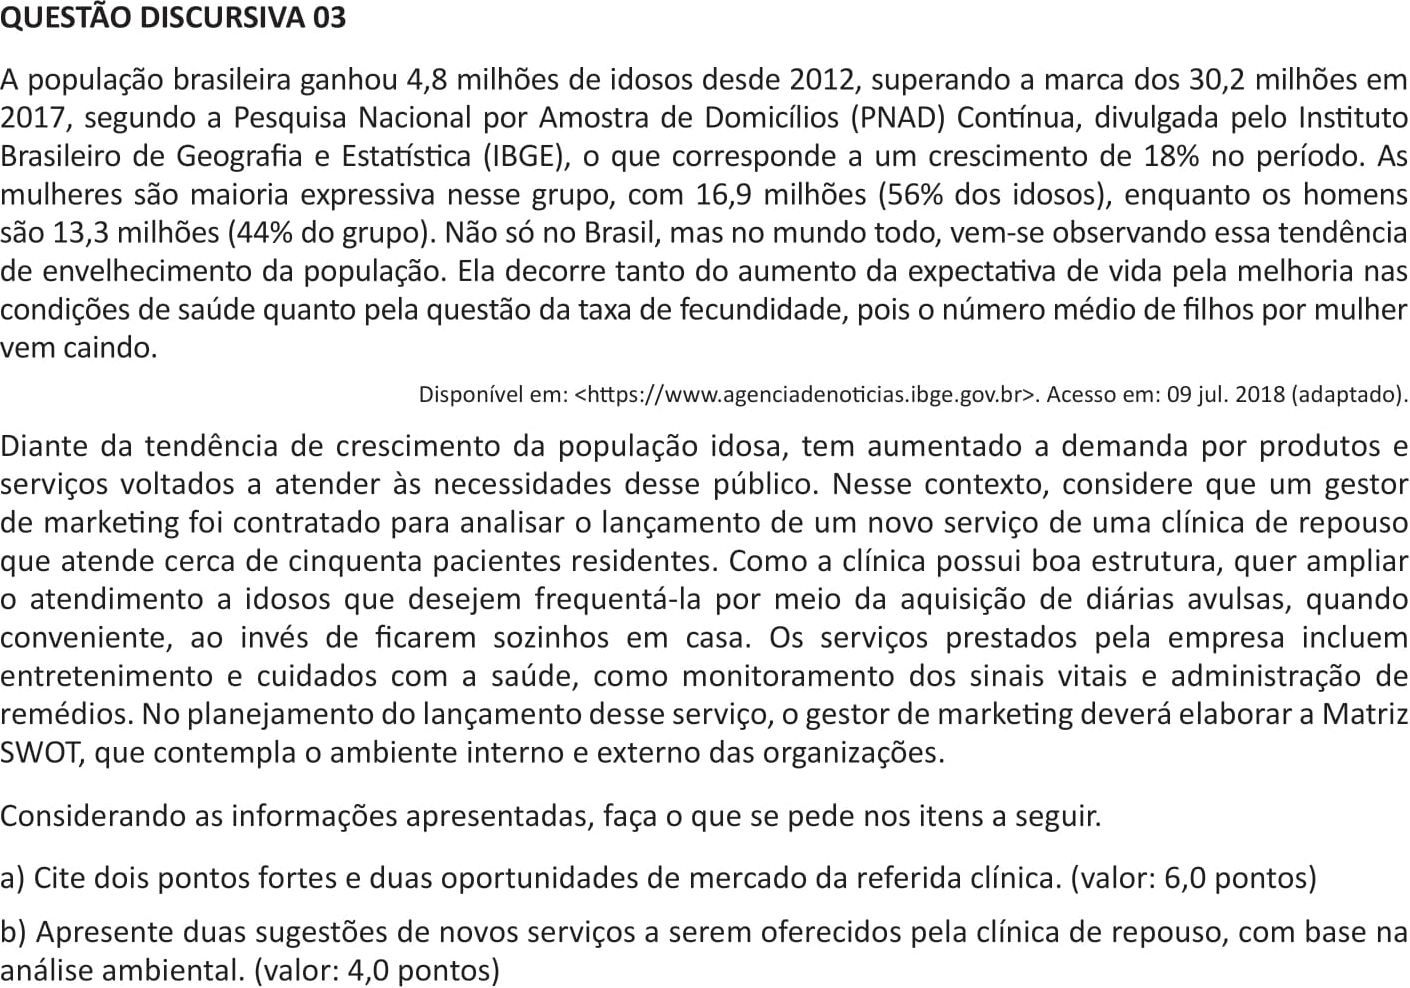 QUESTÃO DISCURSIVA 03
A população brasileira ganhou 4,8 milhões de idosos desde 2012, superando a marca dos 30,2 milhões em
2017, segundo a Pesquisa Nacional por Amostra de Domicílios (PNAD) Contínua, divulgada pelo Instituto
Brasileiro de Geografia e Estatística (IBGE), o que corresponde a um crescimento de 18% no período. As
mulheres são maioria expressiva nesse grupo, com 16,9 milhões (56% dos idosos), enquanto os homens
são 13,3 milhões (44% do grupo). Não só no Brasil, mas no mundo todo, vem-se observando essa tendência
de envelhecimento da população. Ela decorre tanto do aumento da expectativa de vida pela melhoria nas
condições de saúde quanto pela questão da taxa de fecundidade, pois o número médio de filhos por mulher
vem caindo.
Disponível em: <https://www.agenciadenoticias.ibge.gov.br>. Acesso em: 09 jul. 2018 (adaptado).
Diante da tendência de crescimento da população idosa, tem aumentado a demanda por produtos e
serviços voltados a atender às necessidades desse público. Nesse contexto, considere que um gestor
de marketing foi contratado para analisar o lançamento de um novo serviço de uma clínica de repouso
que atende cerca de cinquenta pacientes residentes. Como a clínica possui boa estrutura, quer ampliar
o atendimento a idosos que desejem frequentá-la por meio da aquisição de diárias avulsas, quando
conveniente, ao invés de ficarem sozinhos em casa. Os serviços prestados pela empresa incluem
entretenimento e cuidados com a saúde, como monitoramento dos sinais vitais e administração de
remédios. No planejamento do lançamento desse serviço, o gestor de marketing deverá elaborar a Matriz
SWOT, que contempla o ambiente interno e externo das organizações.
Considerando as informações apresentadas, faça o que se pede nos itens a seguir.
a) Cite dois pontos fortes e duas oportunidades de mercado da referida clínica. (valor: 6,0 pontos)
b) Apresente duas sugestões de novos serviços a serem oferecidos pela clínica de repouso, com base na
análise ambiental. (valor: 4,0 pontos)